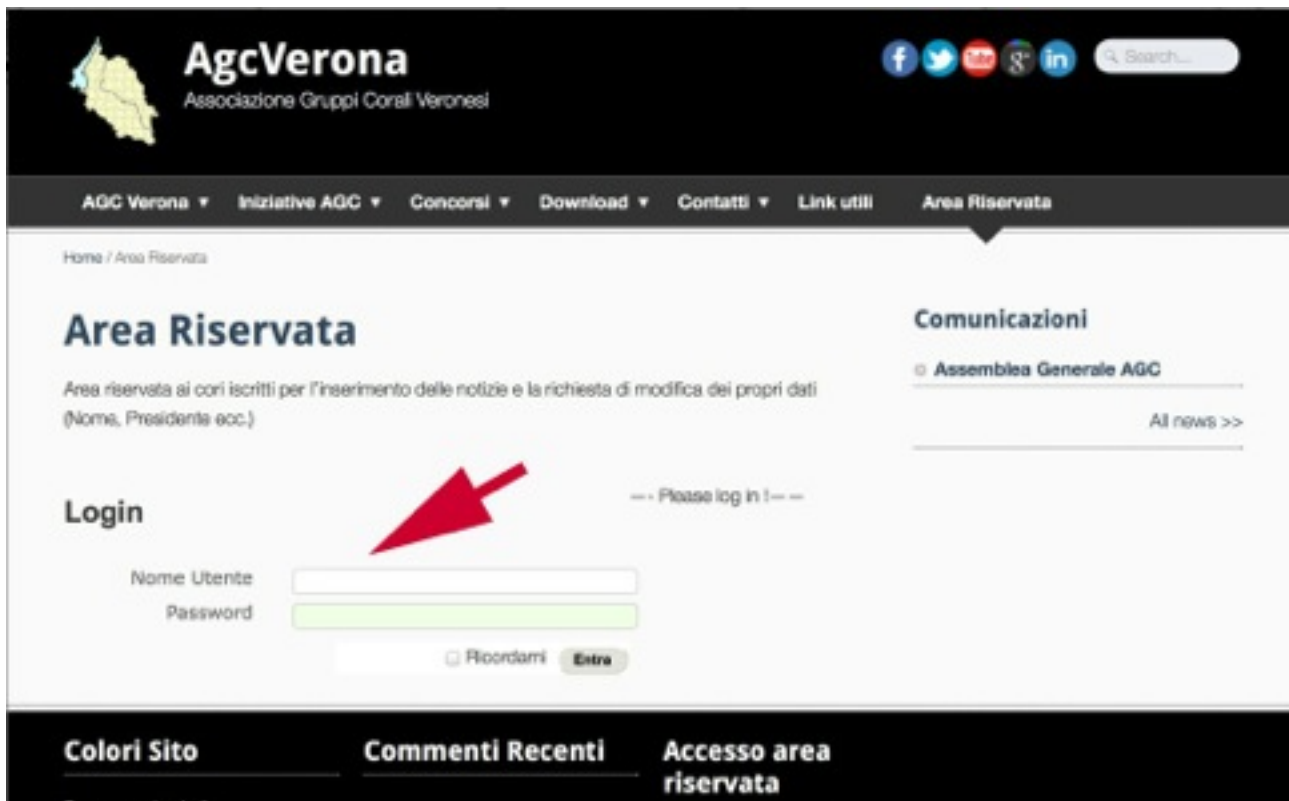 AgcVerona
Associazione Gruppi Corali Veronesi
Search...
AGC Verona ▼ Iniziative AGC ▼ Concorsi ▼ Download ▼ Contatti ▼ Link utili Area Riservata
Home / Area Riservata
Area Riservata
Area riservata ai cori iscritti per l'inserimento delle notizie e la richiesta di modifica dei propri dati
(Nome, Presidente ecc.)
Comunicazioni
Assemblea Generale AGC
All news >>
Login
—- Please log in !— —
Nome Utente
Password
Ricordami Entra
Colori Sito
Commenti Recenti
Accesso area
riservata